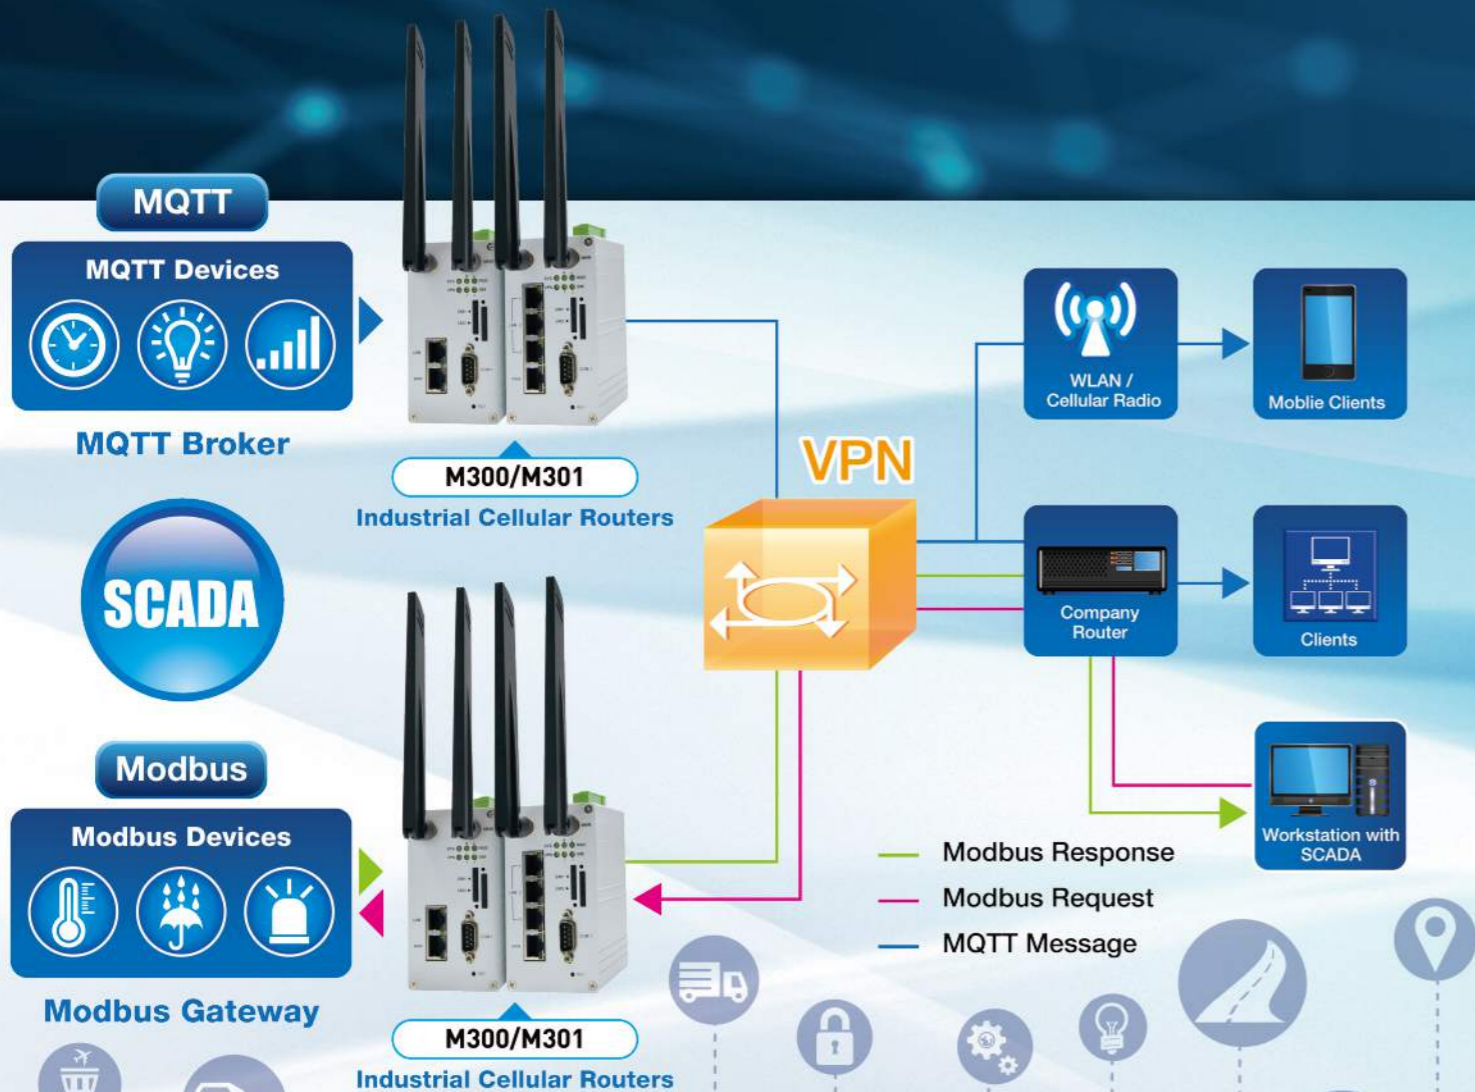 MQTT
MQTT Devices
MQTT Broker
M300/M301
Industrial Cellular Routers
SCADA
VPN
WLAN /
Cellular Radio
Moblie Clients
Company
Router
Clients
Workstation with
SCADA
Modbus
Modbus Devices
Modbus Gateway
M300/M301
Industrial Cellular Routers
Modbus Response
Modbus Request
MQTT Message